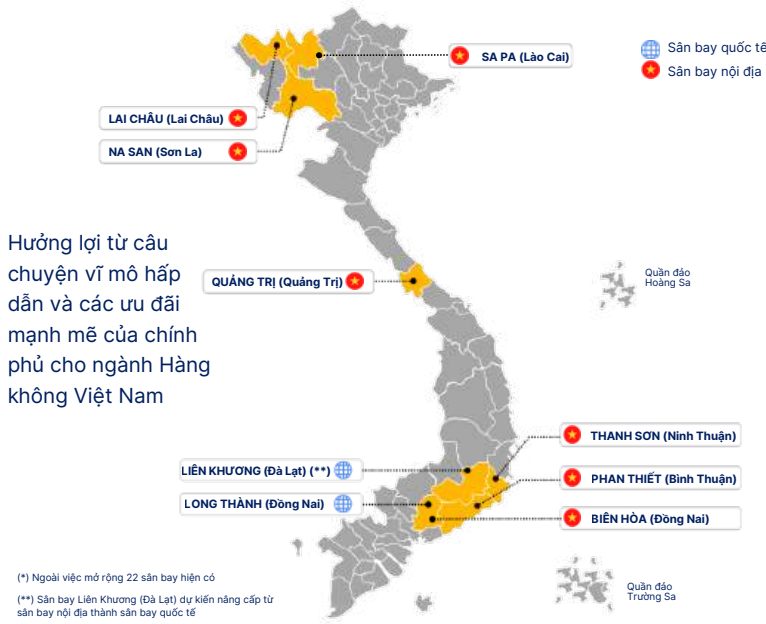 SA PA (Lào Cai)
Sân bay quốc tế
Sân bay nội địa
LAI CHÂU (Lai Châu)
NA SAN (Sơn La)
Hưởng lợi từ câu
chuyện vĩ mô hấp
dẫn và các ưu đãi
mạnh mẽ của chính
phủ cho ngành Hàng
không Việt Nam
QUẢNG TRỊ (Quảng Trị)
Quần đảo
Hoàng Sa
THANH SƠN (Ninh Thuận)
LIÊN KHƯƠNG (Đà Lạt) (**)
PHAN THIẾT (Bình Thuận)
LONG THÀNH (Đồng Nai)
BIÊN HÒA (Đồng Nai)
(*) Ngoài việc mở rộng 22 sân bay hiện có
(**) Sân bay Liên Khương (Đà Lạt) dự kiến nâng cấp từ
sân bay nội địa thành sân bay quốc tế
Quần đảo
Trường Sa